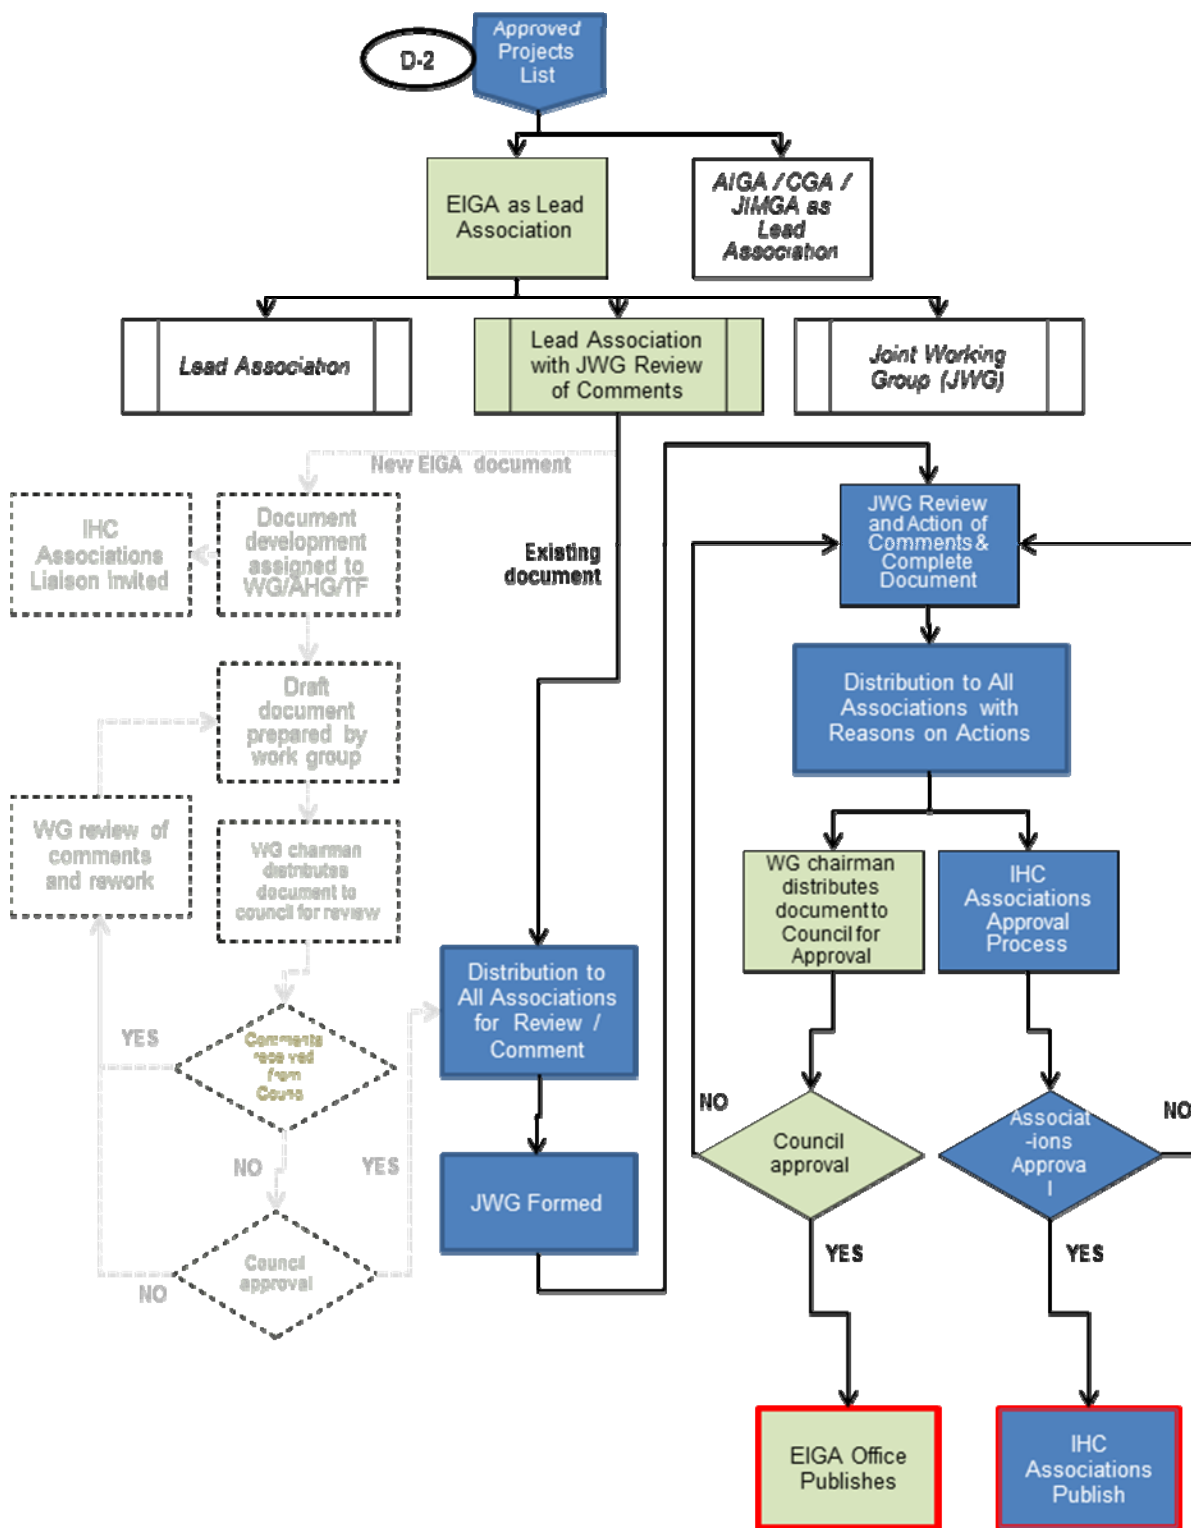 Approved
Projects
List
D-2
EIGA as Lead
Association
AIGA / CGA /
JIMGA as
Lead
Association
Lead Association
Lead Association
with JWG Review
of Comments
Joint Working
Group (JWG)
New EIGA document
IHC
Associations
Liaison Invited
Document
development
assigned to
WG/AHG/TF
Existing
document
JWG Review
and Action of
Comments &
Complete
Document
Draft
document
prepared by
work group
Distribution to All
Associations with
Reasons on Actions
WG review of
comments
and rework
WG chairman
distributes
document to
council for review
WG chairman
distributes
document to
Council for
Approval
IHC
Associations
Approval
Process
Distribution to
All Associations
for Review /
Comment
YES
Comments
received
from
Council
NO
YES
JWG Formed
NO
Council
approval
NO
Associat
-ions
Approva
l
NO
Council
approval
YES
YES
EIGA Office
Publishes
IHC
Associations
Publish